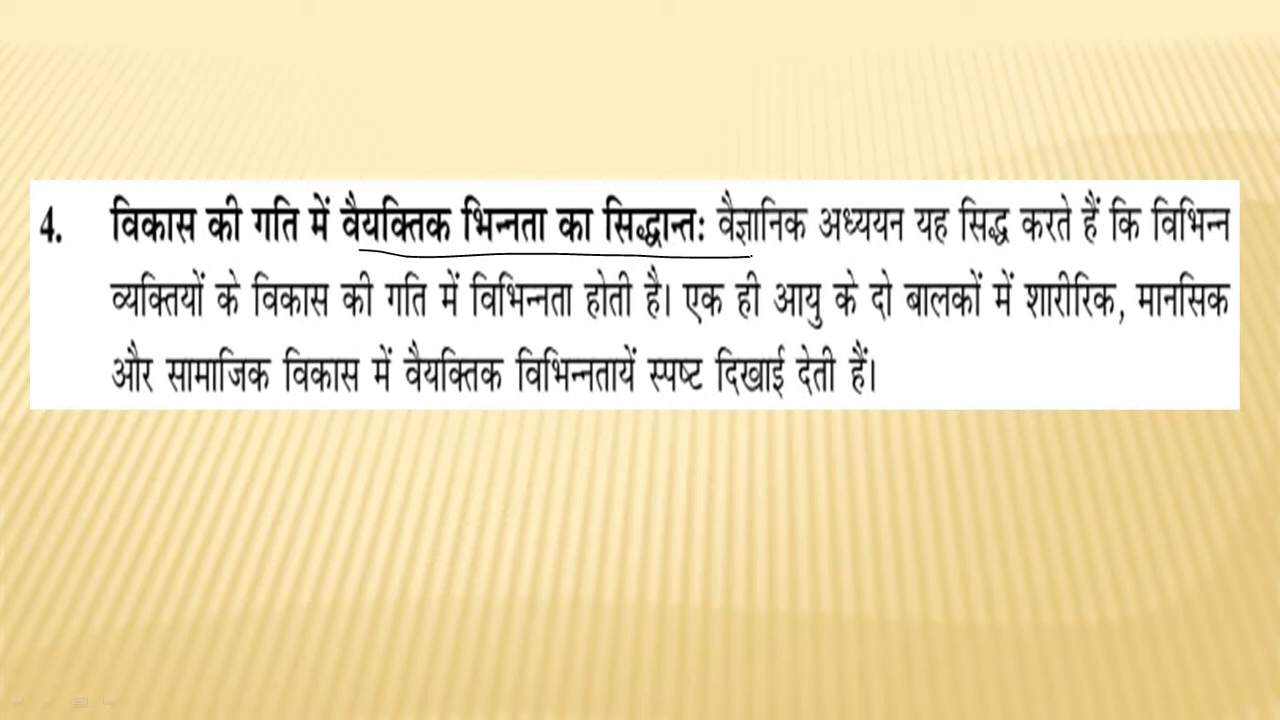 4. विकास की गति में वैयक्तिक भिन्नता का सिद्धान्तः वैज्ञानिक अध्ययन यह सिद्ध करते हैं कि विभिन्न
व्यक्तियों के विकास की गति में विभिन्नता होती है। एक ही आयु के दो बालकों में शारीरिक, मानसिक
और सामाजिक विकास में वैयक्तिक विभिन्नतायें स्पष्ट दिखाई देती हैं।